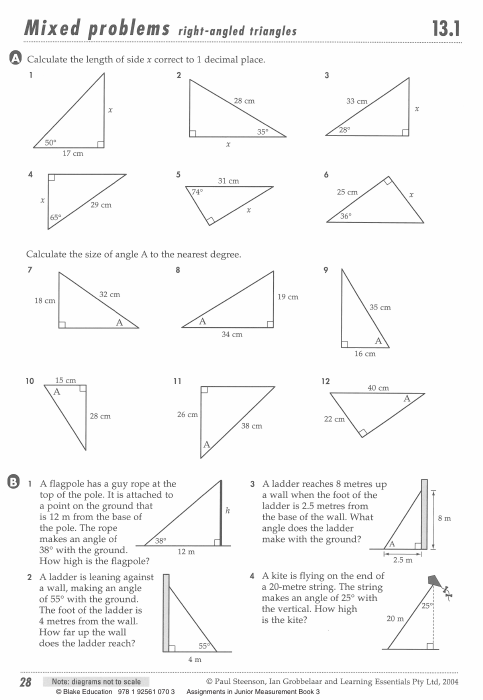 Mixed problems right-angled triangles 13.1
A Calculate the length of side x correct to 1 decimal place.
1
50°
17 cm
x
2
28 cm
35°
x
3
33 cm
28°
x
4
x
65°
29 cm
5
31 cm
74°
x
6
25 cm
36°
x
Calculate the size of angle A to the nearest degree.
7
18 cm
32 cm
A
8
A
19 cm
34 cm
9
35 cm
A
16 cm
10
15 cm
A
28 cm
11
26 cm
38 cm
A
12
40 cm
A
22 cm
B 1 A flagpole has a guy rope at the
top of the pole. It is attached to
a point on the ground that
is 12 m from the base of
the pole. The rope
makes an angle of
38° with the ground.
How high is the flagpole?
h
38°
12 m
2 A ladder is leaning against
a wall, making an angle
of 55° with the ground.
The foot of the ladder is
4 metres from the wall.
How far up the wall
does the ladder reach?
55°
4 m
3 A ladder reaches 8 metres up
a wall when the foot of the
ladder is 2.5 metres from
the base of the wall. What
angle does the ladder
make with the ground?
8 m
A
2.5 m
4 A kite is flying on the end of
a 20-metre string. The string
makes an angle of 25° with
the vertical. How high
is the kite?
25°
20 m
28 Note: diagrams not to scale © Paul Steenson, Ian Grobbelaar and Learning Essentials Pty Ltd, 2004
© Blake Education 978 1 92561 070 3 Assignments in Junior Measurement Book 3